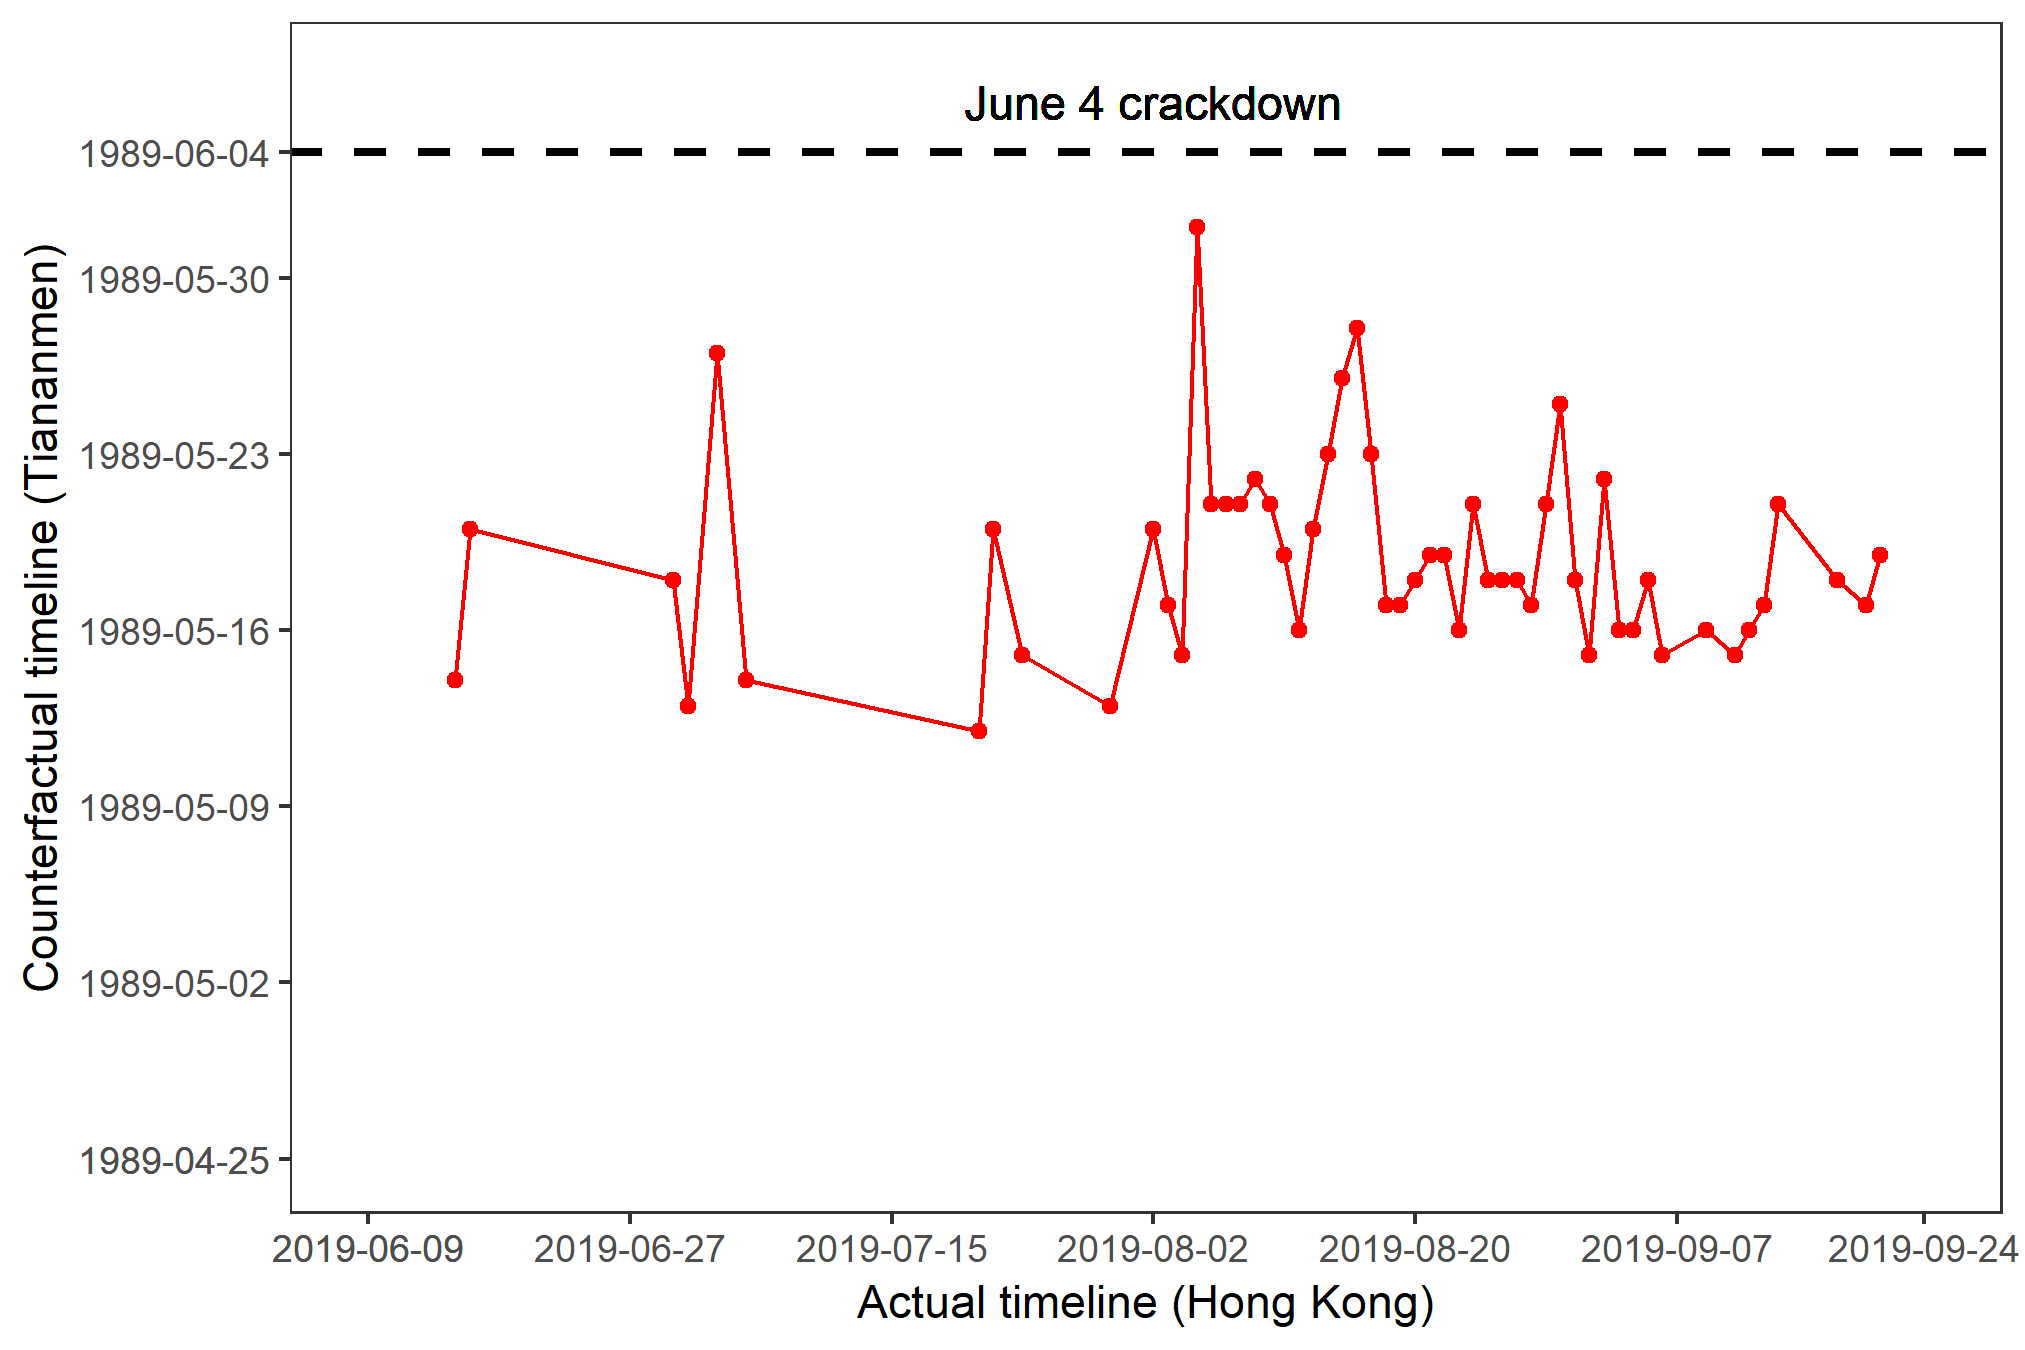 June 4 crackdown
1989-06-04
1989-05-30
1989-05-23
1989-05-16
1989-05-09
1989-05-02
1989-04-25
Counterfactual timeline (Tiananmen)
2019-06-09 2019-06-27 2019-07-15 2019-08-02 2019-08-20 2019-09-07 2019-09-24
Actual timeline (Hong Kong)